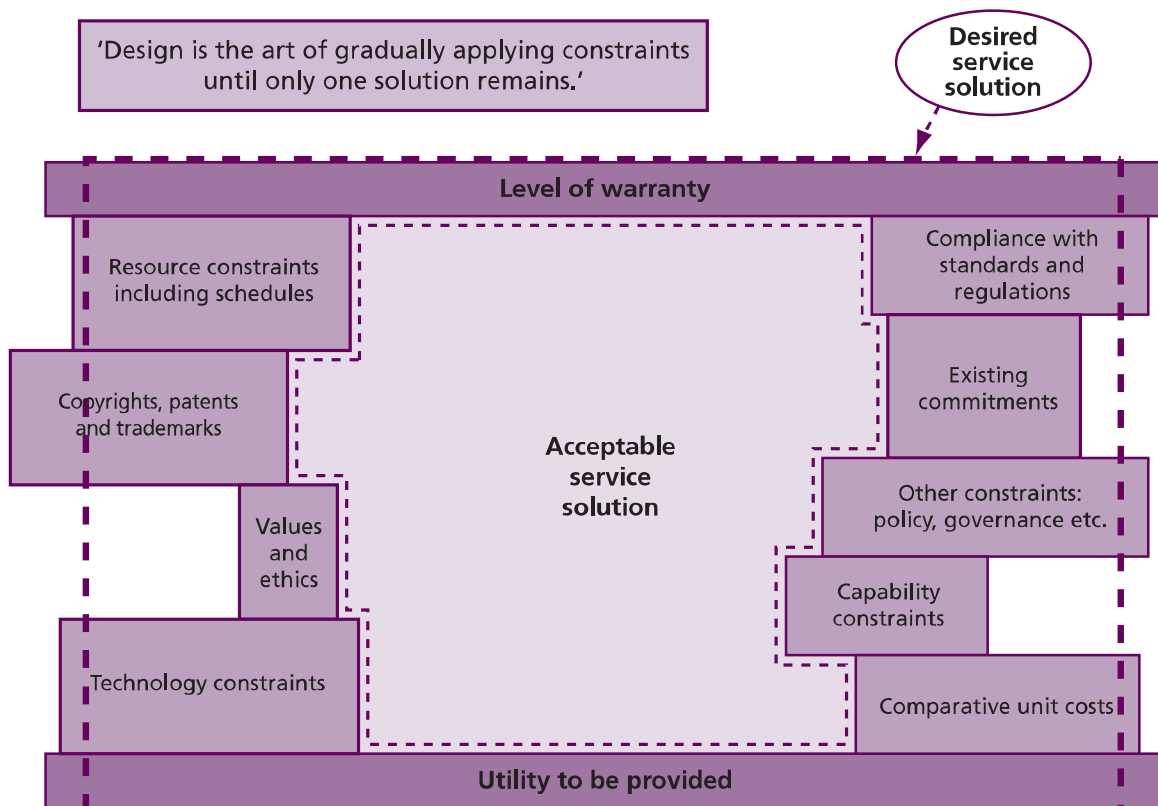 ‘Design is the art of gradually applying constraints
until only one solution remains.‘
Desired
service
solution
Level of warranty
Resource constraints
including schedules
Copyrights, patents
and trademarks
Values
and
ethics
Technology constraints
Acceptable
service
solution
Compliance with
standards and
regulations
Existing
commitments
Other constraints:
policy, governance etc.
Capability
constraints
Comparative unit costs
Utility to be provided